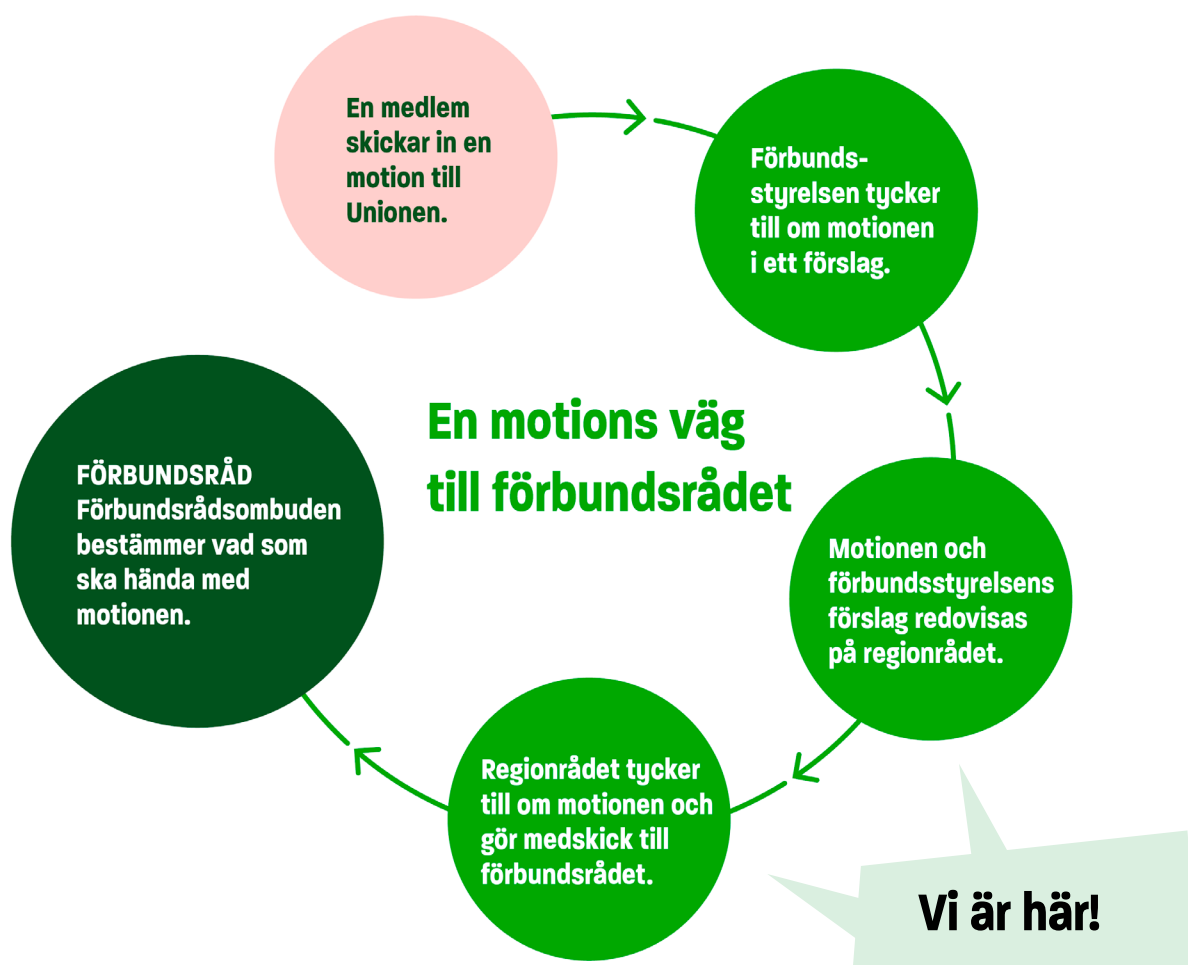 En medlem
skickar in en
motion till
Unionen.
Förbunds-
styrelsen tycker
till om motionen
i ett förslag.
En motions väg
till förbundsrådet
FÖRBUNDSRÅD
Förbundsrådsombuden
bestämmer vad som
ska hända med
motionen.
Motionen och
förbundsstyrelsens
förslag redovisas
på regionrådet.
Regionrådet tycker
till om motionen och
gör medskick till
förbundsrådet.
Vi är här!